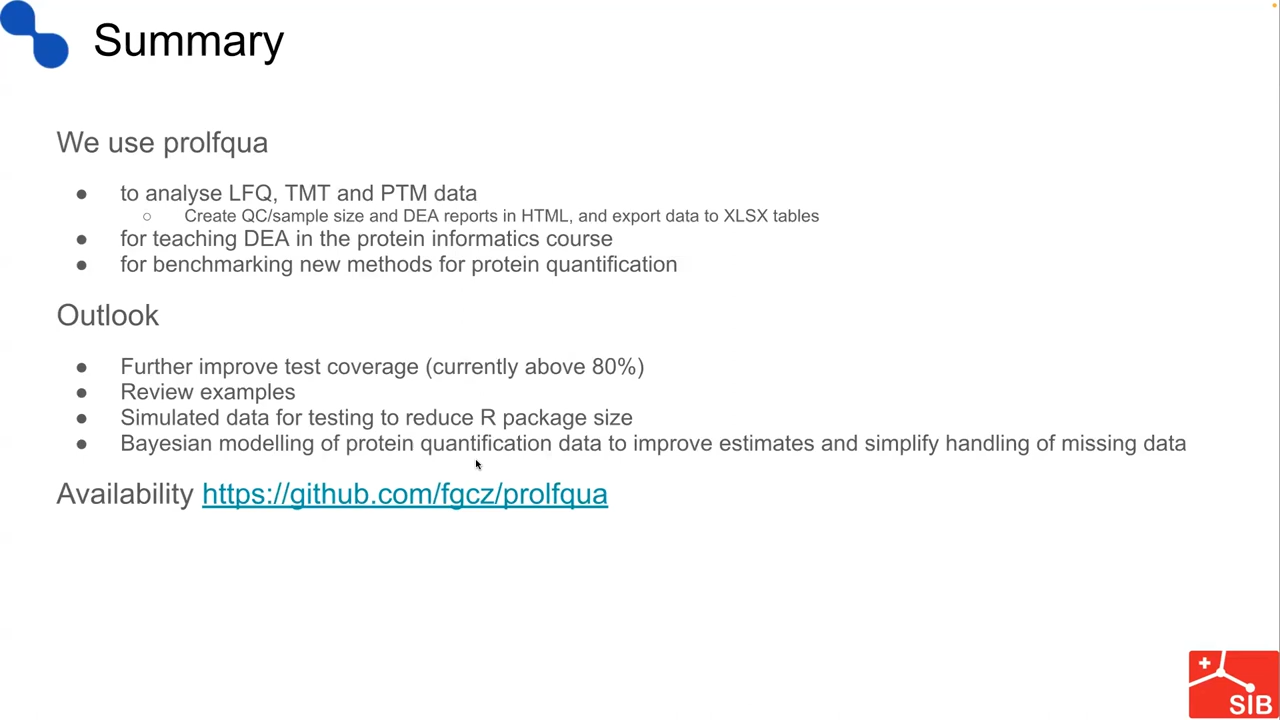 Summary
We use prolfqua
● to analyse LFQ, TMT and PTM data
○ Create QC/sample size and DEA reports in HTML, and export data to XLSX tables
● for teaching DEA in the protein informatics course
● for benchmarking new methods for protein quantification
Outlook
● Further improve test coverage (currently above 80%)
● Review examples
● Simulated data for testing to reduce R package size
● Bayesian modelling of protein quantification data to improve estimates and simplify handling of missing data
Availability https://github.com/fgcz/prolfqua
SIB